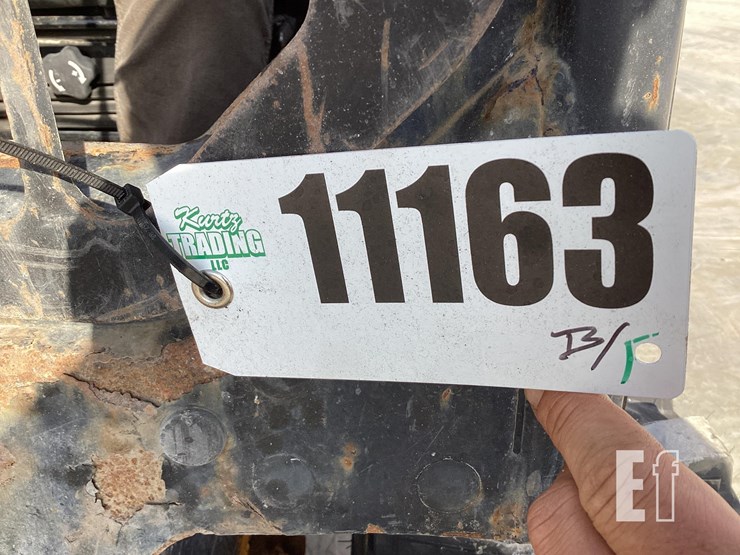 Kurtz
TRADING
LLC
11163
B/F
Ef